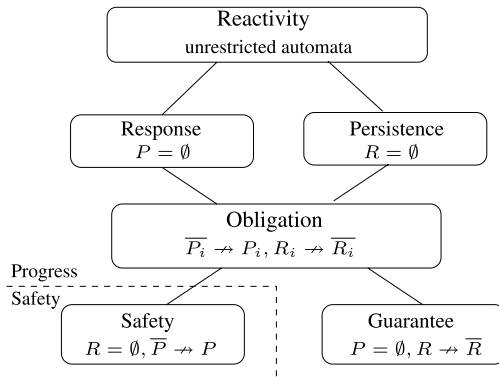 Reactivity
unrestricted automata
Response
P = ∅
Persistence
R = ∅
Obligation
P̅ᵢ ↛ Pᵢ, Rᵢ ↛ R̅ᵢ
Progress
Safety
Safety
R = ∅, P̅ ↛ P
Guarantee
P = ∅, R ↛ R̅